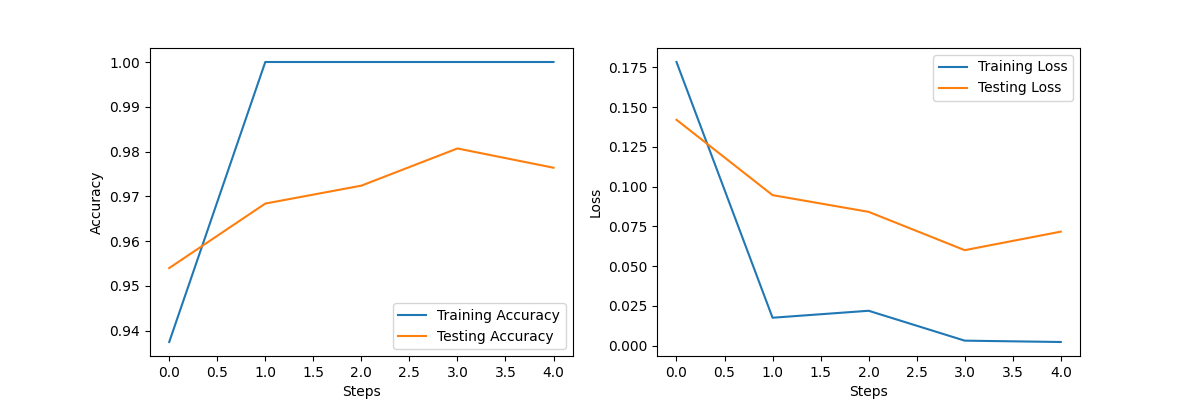 1.00
0.99
0.98
0.97
0.96
0.95
0.94
Accuracy
0.0 0.5 1.0 1.5 2.0 2.5 3.0 3.5 4.0
Steps
Training Accuracy
Testing Accuracy
0.175
0.150
0.125
0.100
0.075
0.050
0.025
0.000
Loss
0.0 0.5 1.0 1.5 2.0 2.5 3.0 3.5 4.0
Steps
Training Loss
Testing Loss